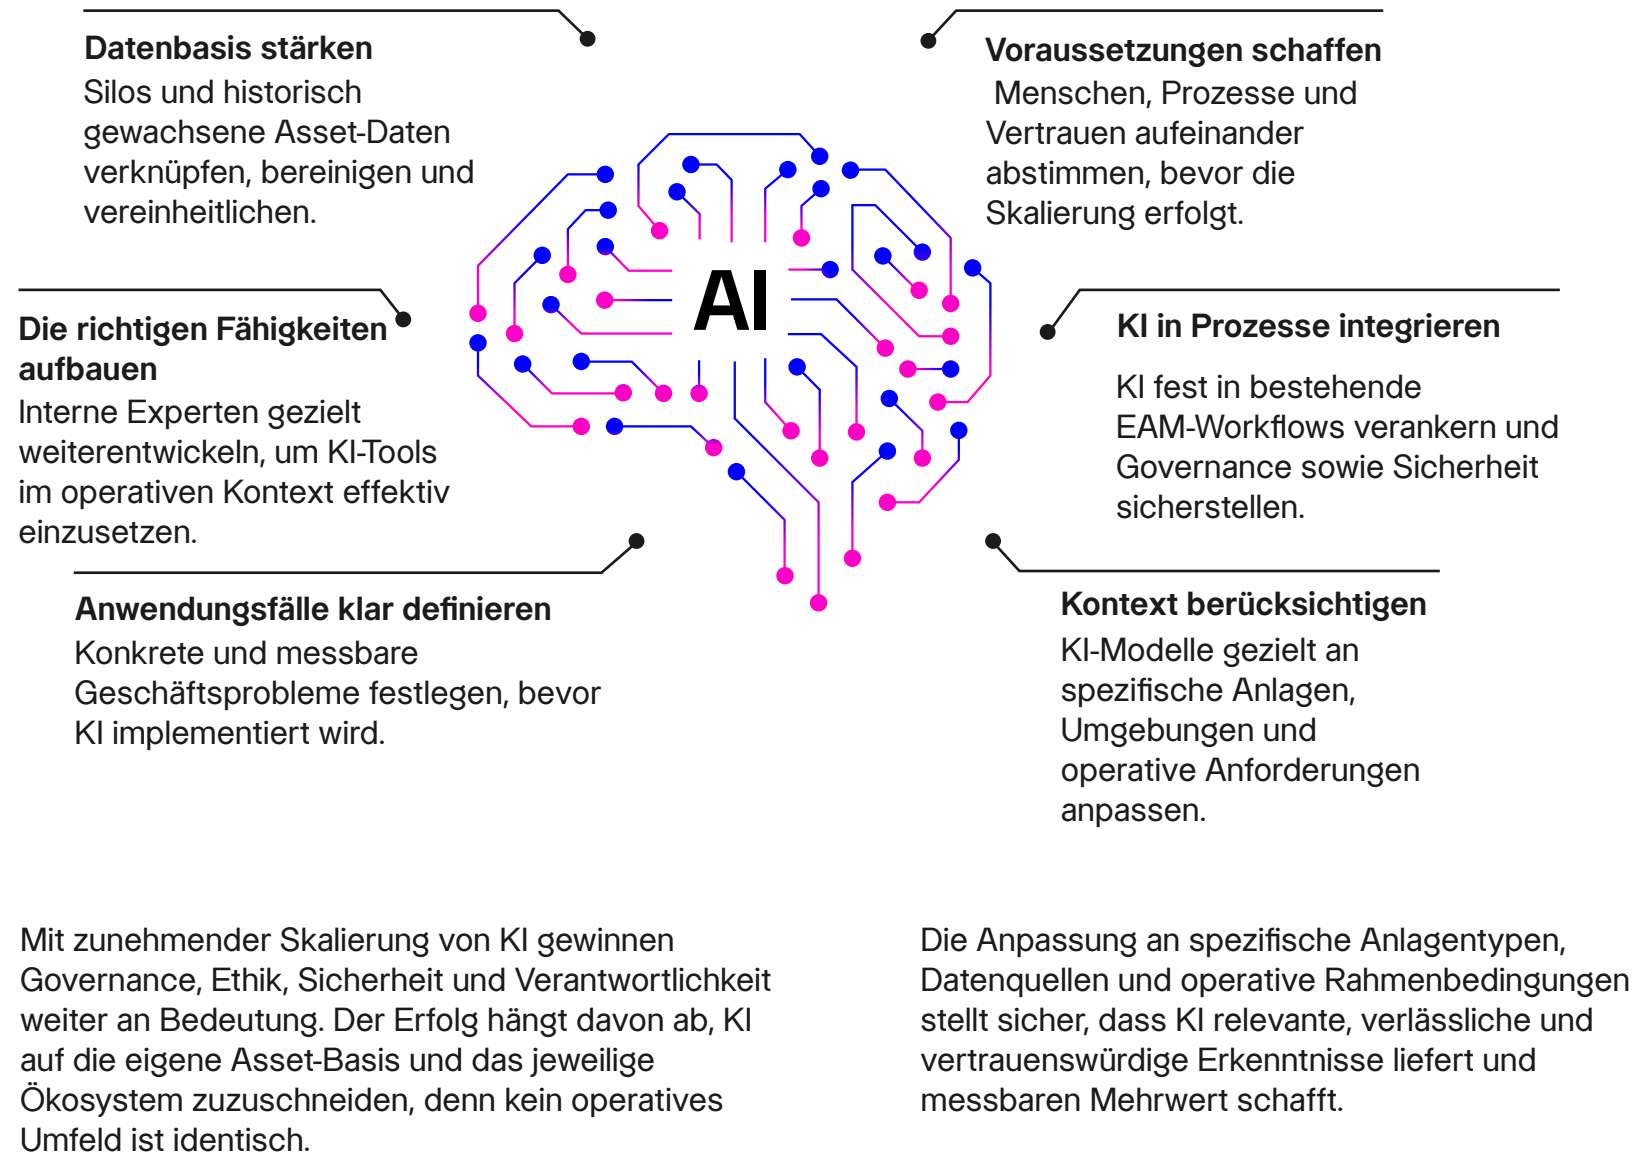 Datenbasis stärken
Silos und historisch
gewachsene Asset-Daten
verknüpfen, bereinigen und
vereinheitlichen.
Voraussetzungen schaffen
Menschen, Prozesse und
Vertrauen aufeinander
abstimmen, bevor die
Skalierung erfolgt.
AI
Die richtigen Fähigkeiten
aufbauen
Interne Experten gezielt
weiterentwickeln, um KI-Tools
im operativen Kontext effektiv
einzusetzen.
KI in Prozesse integrieren
KI fest in bestehende
EAM-Workflows verankern und
Governance sowie Sicherheit
sicherstellen.
Anwendungsfälle klar definieren
Konkrete und messbare
Geschäftsprobleme festlegen, bevor
KI implementiert wird.
Kontext berücksichtigen
KI-Modelle gezielt an
spezifische Anlagen,
Umgebungen und
operative Anforderungen
anpassen.
Mit zunehmender Skalierung von KI gewinnen
Governance, Ethik, Sicherheit und Verantwortlichkeit
weiter an Bedeutung. Der Erfolg hängt davon ab, KI
auf die eigene Asset-Basis und das jeweilige
Ökosystem zuzuschneiden, denn kein operatives
Umfeld ist identisch.
Die Anpassung an spezifische Anlagentypen,
Datenquellen und operative Rahmenbedingungen
stellt sicher, dass KI relevante, verlässliche und
vertrauenswürdige Erkenntnisse liefert und
messbaren Mehrwert schafft.